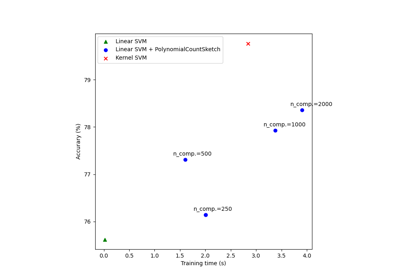 Linear SVM
Linear SVM + PolynomialCountSketch
Kernel SVM
n_comp.=2000
n_comp.=1000
n_comp.=500
n_comp.=250
Accurary (%)
79
78
77
76
0.0 0.5 1.0 1.5 2.0 2.5 3.0 3.5 4.0
Training time (s)